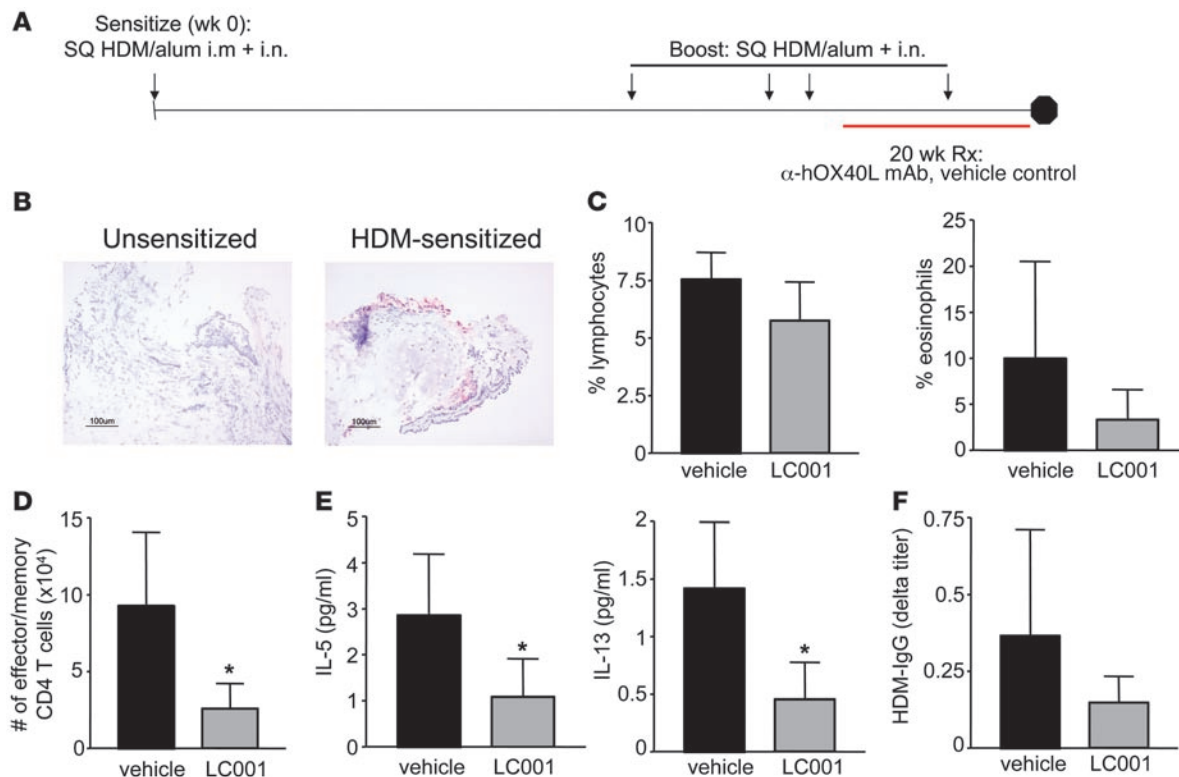 A
Sensitize (wk 0):
SQ HDM/alum i.m + i.n.
Boost: SQ HDM/alum + i.n.
20 wk Rx:
α-hOX40L mAb, vehicle control
B
Unsensitized
HDM-sensitized
100um
100um
C
% lymphocytes
10
7.5
5
2.5
0
vehicle
LC001
% eosinophils
25
20
15
10
5
0
vehicle
LC001
D
# of effector/memory
CD4 T cells (x10⁴)
15
10
5
0
*
vehicle
LC001
E
IL-5 (pg/ml)
5
4
3
2
1
0
*
vehicle
LC001
IL-13 (pg/ml)
2
1.5
1
0.5
0
*
vehicle
LC001
F
HDM-IgG (delta titer)
0.75
0.5
0.25
0
vehicle
LC001